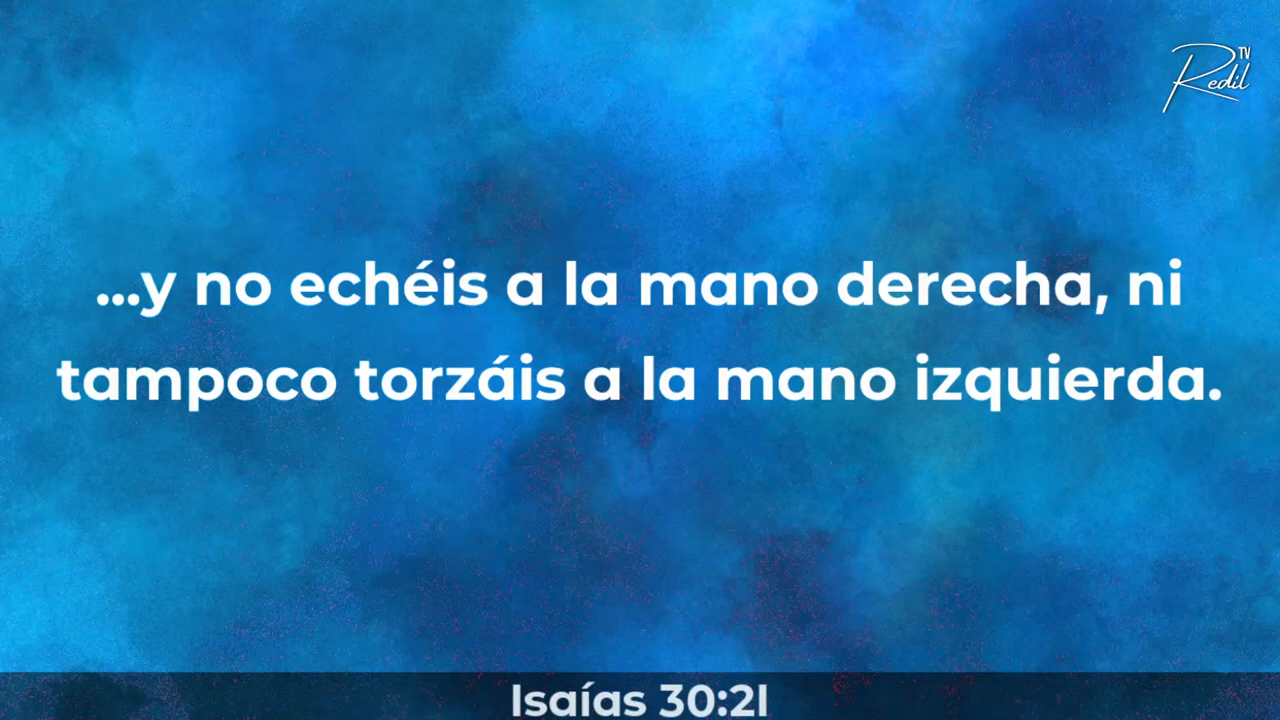 Redil TV
...y no echéis a la mano derecha, ni
tampoco torzáis a la mano izquierda.
Isaías 30:21